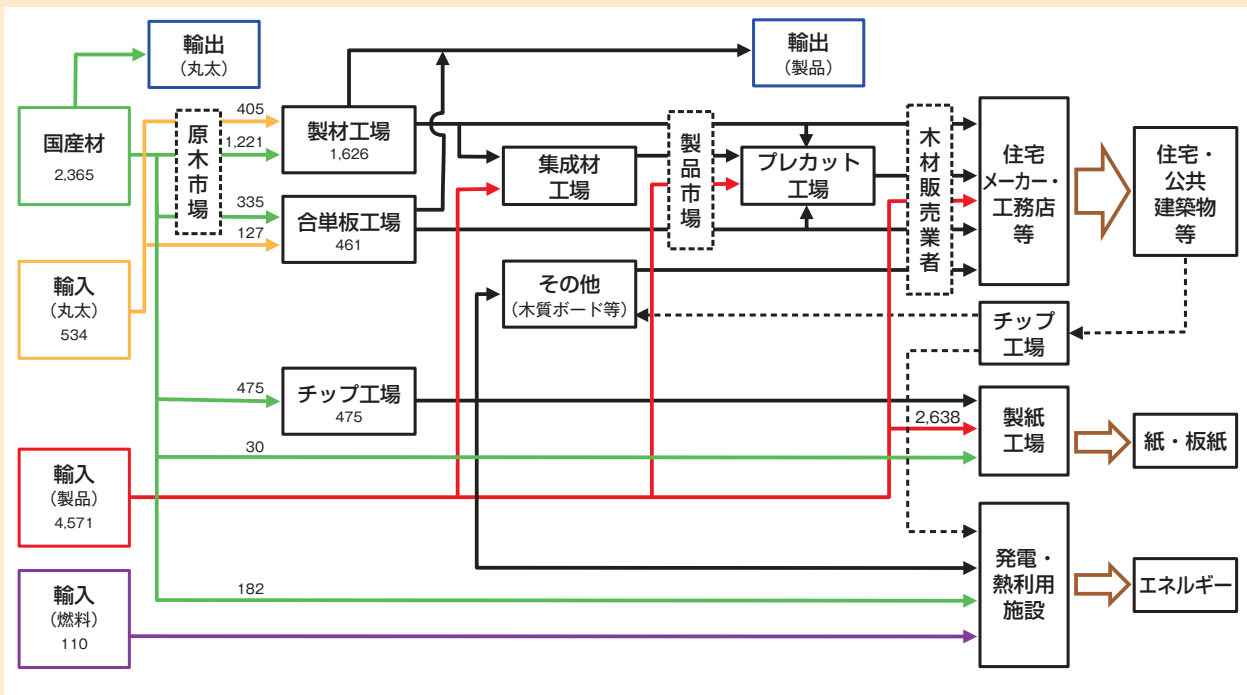 輸出
（丸太）
輸出
（製品）
国産材
2,365
原木市場
405
1,221
335
127
製材工場
1,626
合単板工場
461
集成材
工場
製品市場
プレカット
工場
木材販売業者
住宅
メーカー・
工務店
等
住宅・
公共
建築物
等
輸入
（丸太）
534
その他
（木質ボード等）
チップ
工場
475
チップ工場
475
2,638
製紙
工場
紙・板紙
30
輸入
（製品）
4,571
輸入
（燃料）
110
182
発電・
熱利用
施設
エネルギー